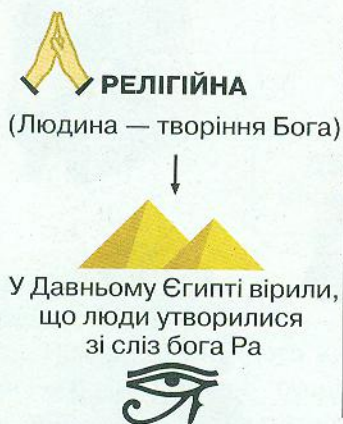 РЕЛІГІЙНА
(Людина — творіння Бога)
У Давньому Єгипті вірили,
що люди утворилися
зі сліз бога Ра